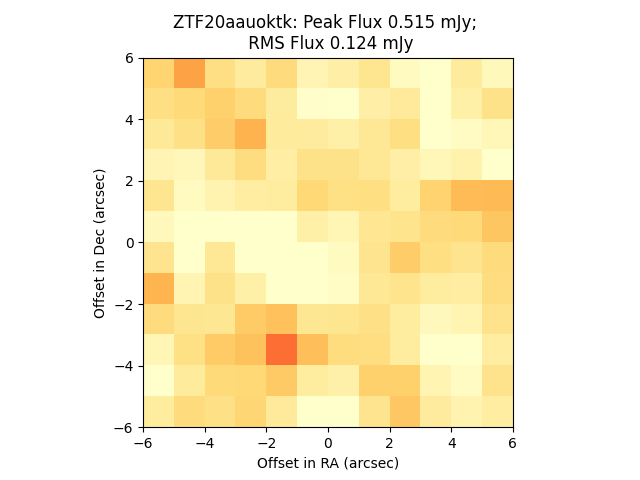 ZTF20aauoktk: Peak Flux 0.515 mJy;
RMS Flux 0.124 mJy
6
4
2
0
−2
−4
−6
Offset in Dec (arcsec)
−6 −4 −2 0 2 4 6
Offset in RA (arcsec)